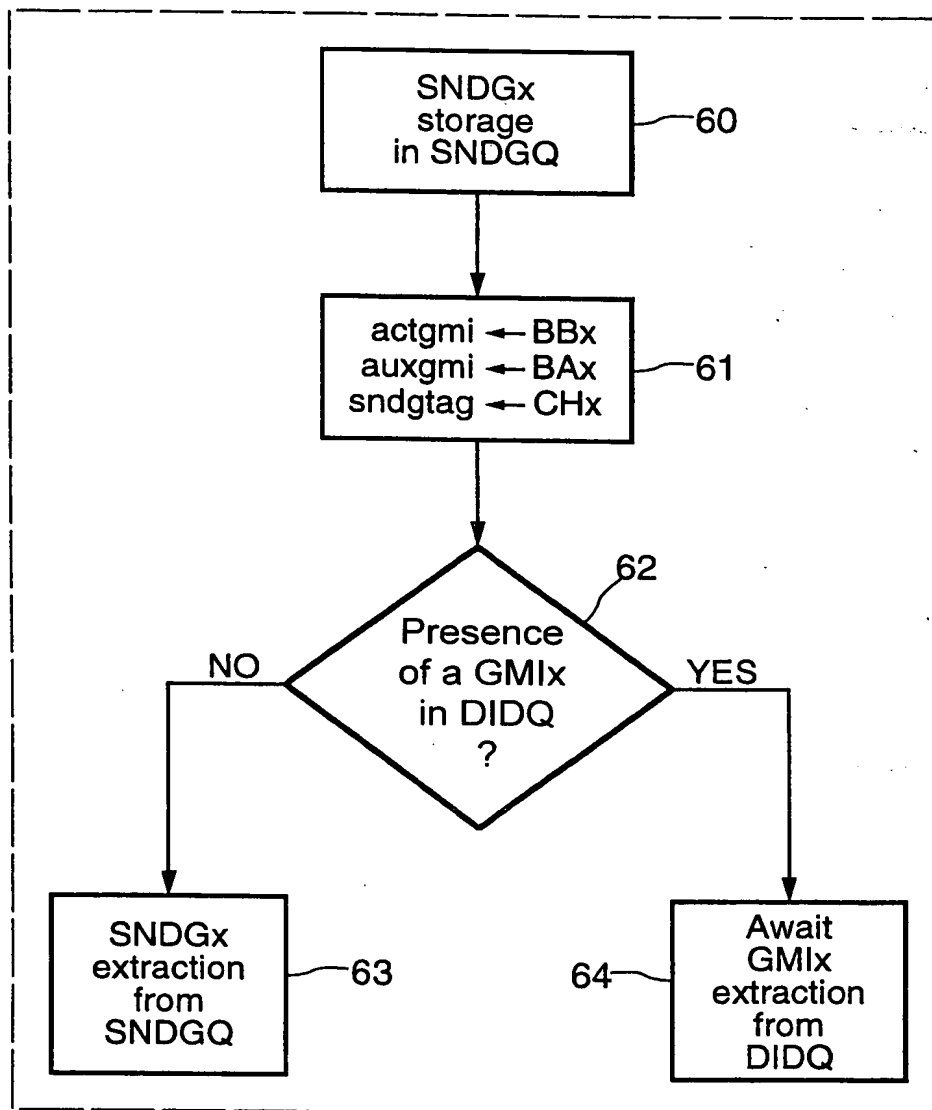 SNDGx
storage
in SNDGQ
60
actgmi ← BBx
auxgmi ← BAx
sndgtag ← CHx
61
62
Presence
of a GMIx
in DIDQ
?
NO
YES
SNDGx
extraction
from
SNDGQ
63
64
Await
GMIx
extraction
from
DIDQ